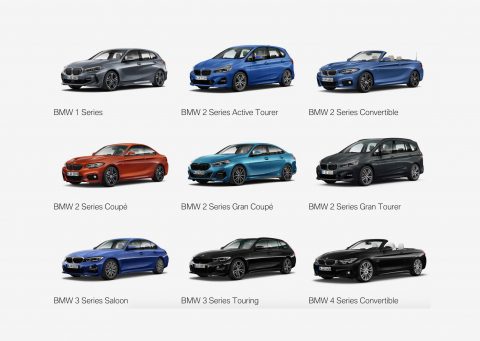 BMW 1 Series
BMW 2 Series Active Tourer
BMW 2 Series Convertible
BMW 2 Series Coupé
BMW 2 Series Gran Coupé
BMW 2 Series Gran Tourer
BMW 3 Series Saloon
BMW 3 Series Touring
BMW 4 Series Convertible